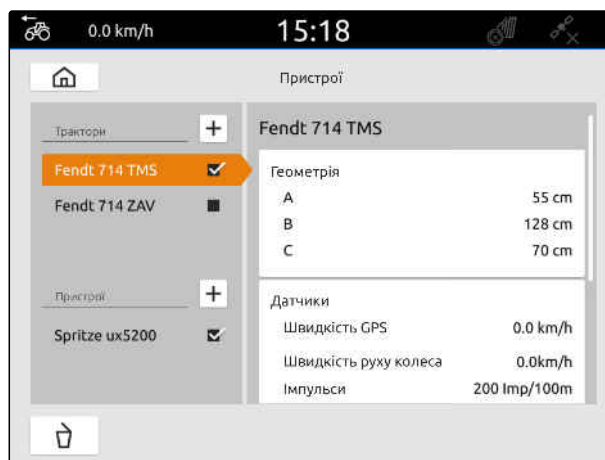 0.0 km/h 15:18
Пристрої
Трактори
Fendt 714 TMS
Fendt 714 ZAV
Пристрої
Spritze ux5200
Fendt 714 TMS
Геометрія
A 55 cm
B 128 cm
C 70 cm
Датчики
Швидкість GPS 0.0 km/h
Швидкість руху колеса 0.0km/h
Імпульси 200 Imp/100m